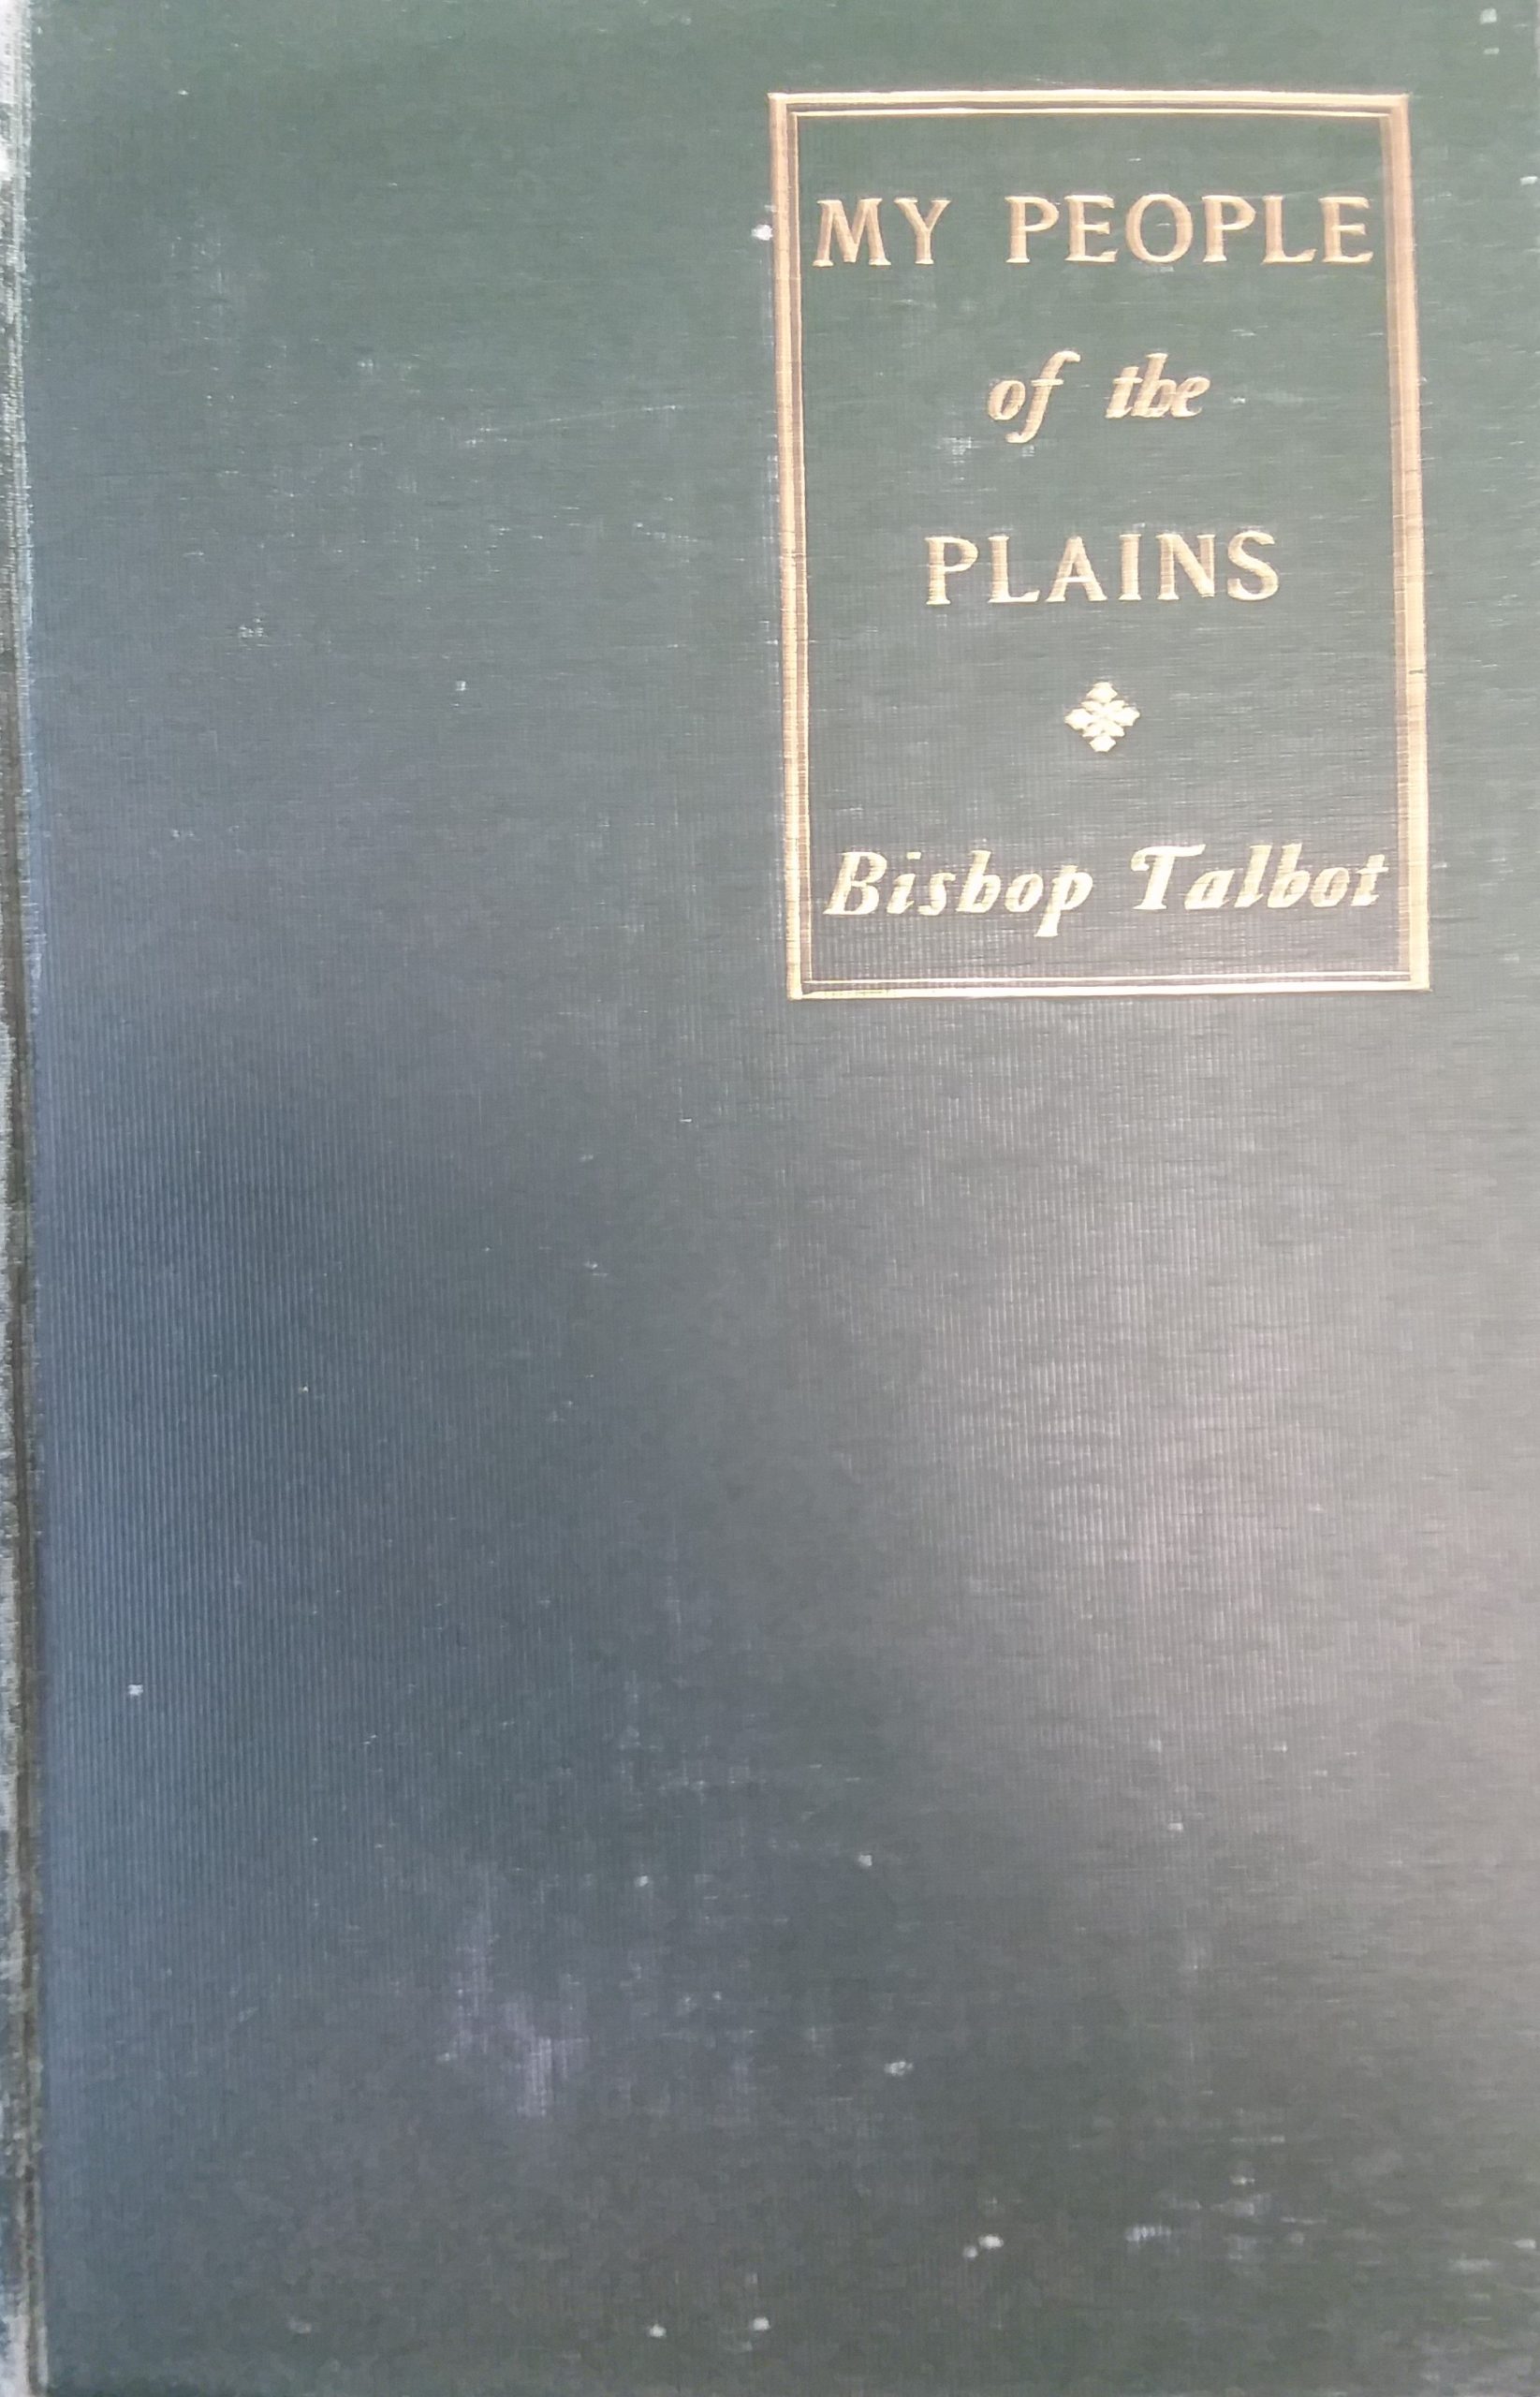 MY PEOPLE
of the
PLAINS
Bishop Talbot